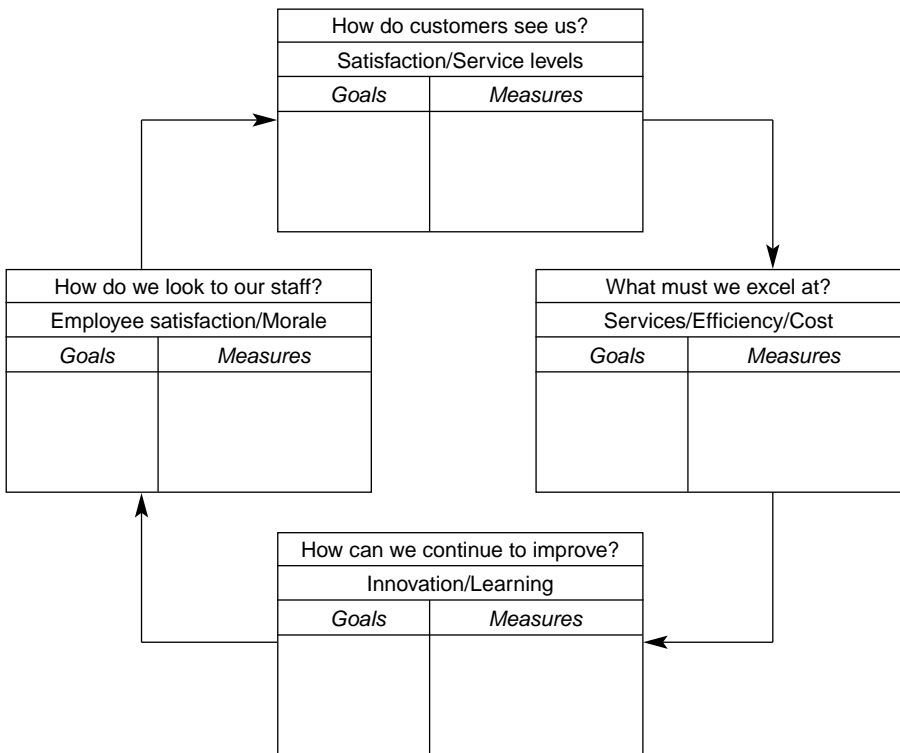 How do customers see us?
Satisfaction/Service levels
Goals Measures
How do we look to our staff?
Employee satisfaction/Morale
Goals Measures
What must we excel at?
Services/Efficiency/Cost
Goals Measures
How can we continue to improve?
Innovation/Learning
Goals Measures